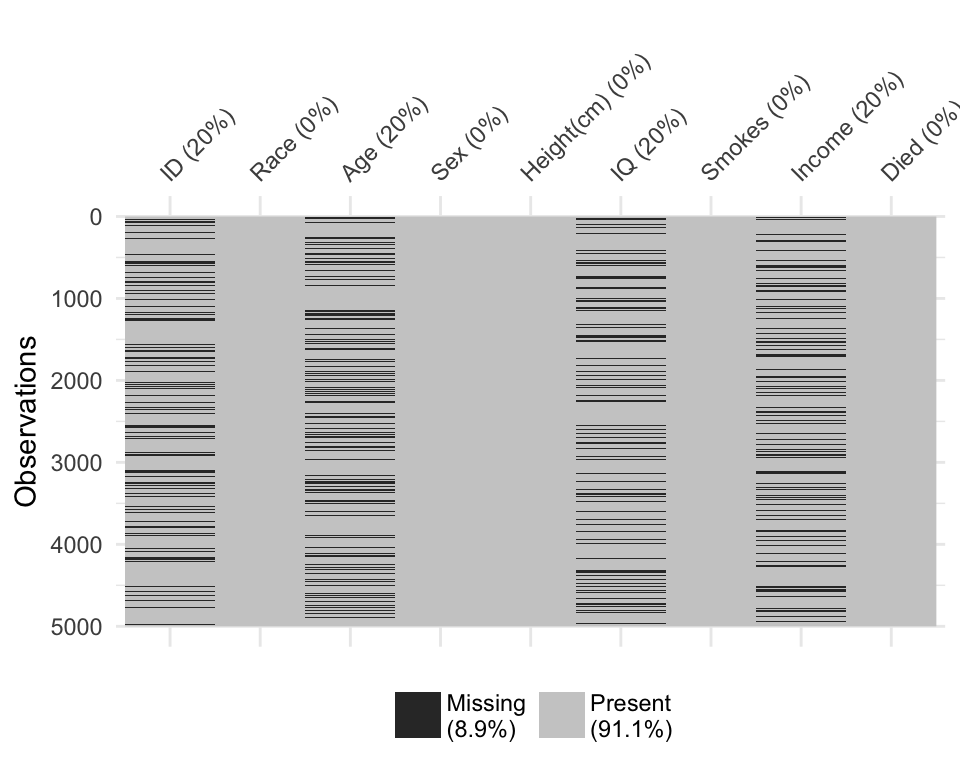 ID (20%)
Race (0%)
Age (20%)
Sex (0%)
Height(cm) (0%)
IQ (20%)
Smokes (0%)
Income (20%)
Died (0%)
0
1000
2000
3000
4000
5000
Observations
Missing
(8.9%)
Present
(91.1%)